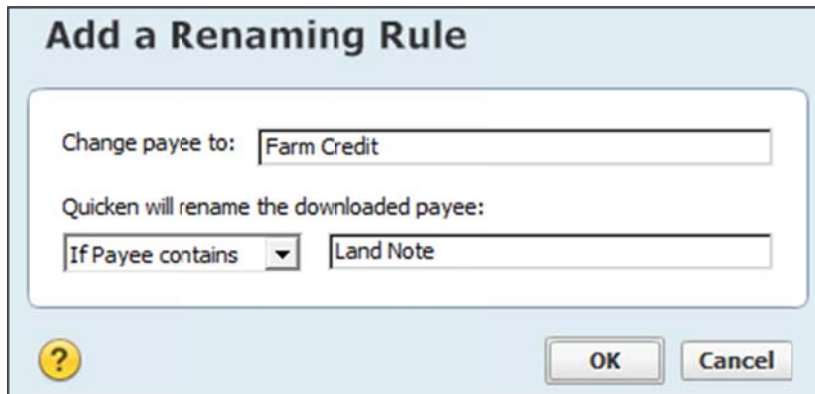 Add a Renaming Rule
Change payee to: Farm Credit
Quicken will rename the downloaded payee:
If Payee contains Land Note
? OK Cancel